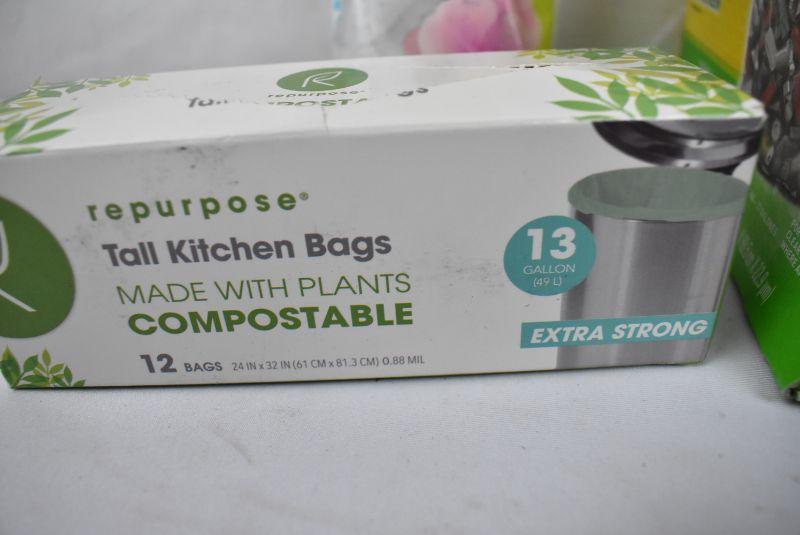 repurpose®
repurpose®
Tall Kitchen Bags
MADE WITH PLANTS
COMPOSTABLE
12 BAGS 24 IN x 32 IN (61 CM x 81.3 CM) 0.88 MIL
13
GALLON
(49 L)
EXTRA STRONG